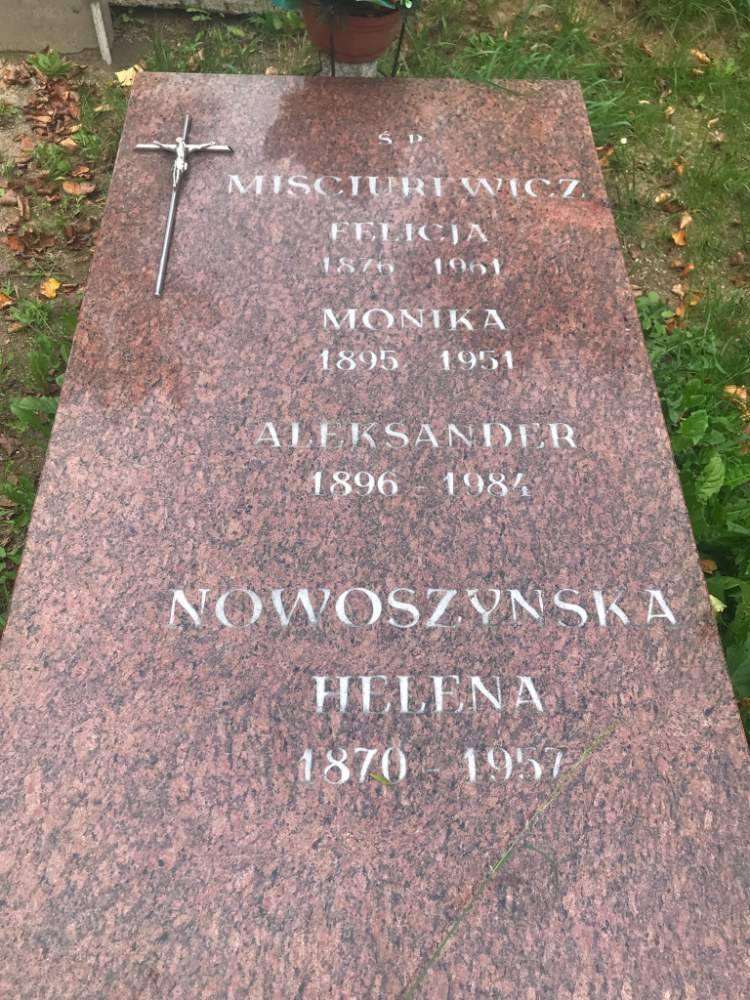 Ś P
MISCIUREWICZ
FELICJA
1876 - 1961
MONIKA
1895 - 1951
ALEKSANDER
1896 - 1984
NOWOSZYNSKA
HELENA
1870 - 1957